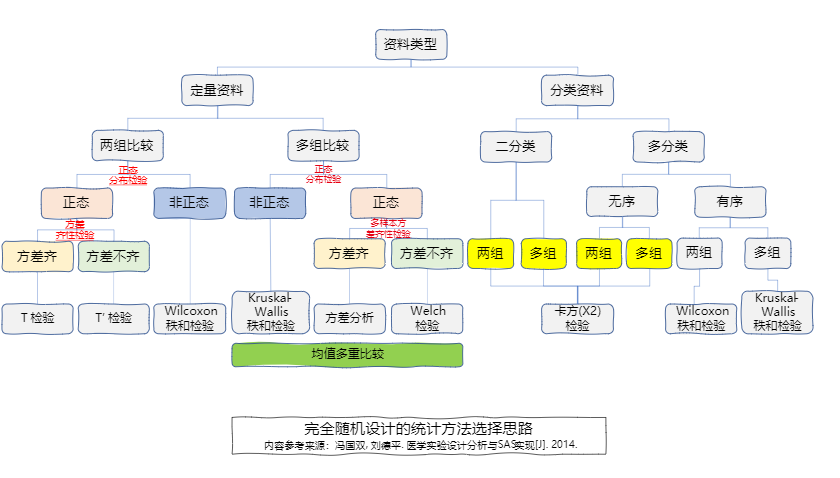 资料类型
定量资料
分类资料
两组比较
多组比较
二分类
多分类
正态
分布检验
正态
分布检验
正态
非正态
非正态
正态
无序
有序
方差
齐性检验
多样本方
差齐性检验
方差齐
方差不齐
方差齐
方差不齐
两组
多组
两组
多组
两组
多组
T 检验
T’ 检验
Wilcoxon
秩和检验
Kruskal-
Wallis
秩和检验
方差分析
Welch
检验
卡方(X2)
检验
Wilcoxon
秩和检验
Kruskal-
Wallis
秩和检验
均值多重比较
完全随机设计的统计方法选择思路
内容参考来源：冯国双, 刘德平. 医学实验设计分析与SAS实现[J]. 2014.